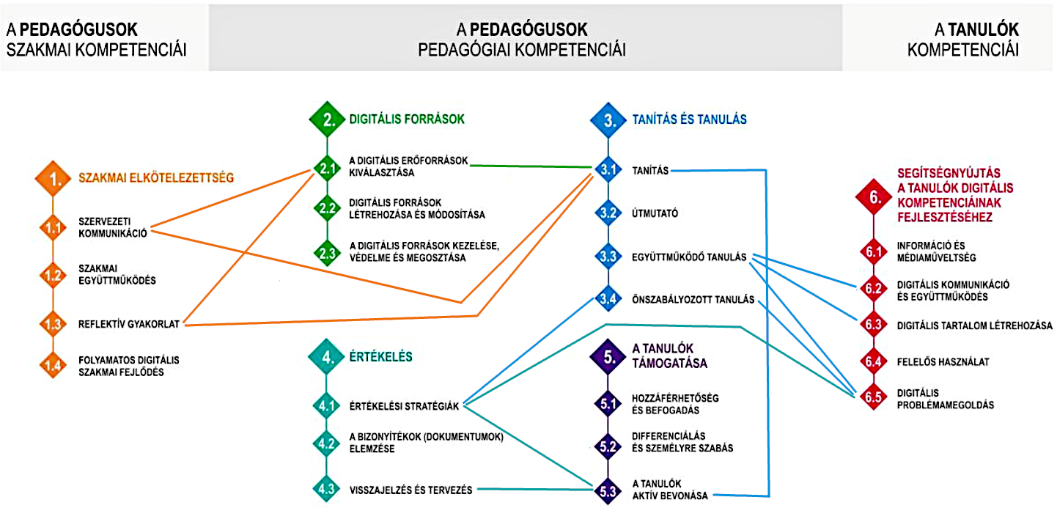 A PEDAGÓGUSOK
SZAKMAI KOMPETENCIÁI
A PEDAGÓGUSOK
PEDAGÓGIAI KOMPETENCIÁI
A TANULÓK
KOMPETENCIÁI
1. SZAKMAI ELKÖTELEZETTSÉG
1.1 SZERVEZETI
KOMMUNIKÁCIÓ
1.2 SZAKMAI
EGYÜTTMŰKÖDÉS
1.3 REFLEKTÍV GYAKORLAT
1.4 FOLYAMATOS DIGITÁLIS
SZAKMAI FEJLŐDÉS
2. DIGITÁLIS FORRÁSOK
2.1 A DIGITÁLIS ERŐFORRÁSOK
KIVÁLASZTÁSA
2.2 DIGITÁLIS FORRÁSOK
LÉTREHOZÁSA ÉS MÓDOSÍTÁSA
2.3 A DIGITÁLIS FORRÁSOK KEZELÉSE,
VÉDELME ÉS MEGOSZTÁSA
3. TANÍTÁS ÉS TANULÁS
3.1 TANÍTÁS
3.2 ÚTMUTATÓ
3.3 EGYÜTTMŰKÖDŐ TANULÁS
3.4 ÖNSZABÁLYOZOTT TANULÁS
4. ÉRTÉKELÉS
4.1 ÉRTÉKELÉSI STRATÉGIÁK
4.2 A BIZONYÍTÉKOK (DOKUMENTUMOK)
ELEMZÉSE
4.3 VISSZAJELZÉS ÉS TERVEZÉS
5. A TANULÓK
TÁMOGATÁSA
5.1 HOZZÁFÉRHETŐSÉG
ÉS BEFOGADÁS
5.2 DIFFERENCIÁLÁS
ÉS SZEMÉLYRE SZABÁS
5.3 A TANULÓK
AKTÍV BEVONÁSA
6. SEGÍTSÉGNYÚJTÁS
A TANULÓK DIGITÁLIS
KOMPETENCIÁINAK
FEJLESZTÉSÉHEZ
6.1 INFORMÁCIÓ ÉS
MÉDIAMŰVELTSÉG
6.2 DIGITÁLIS KOMMUNIKÁCIÓ
ÉS EGYÜTTMŰKÖDÉS
6.3 DIGITÁLIS TARTALOM LÉTREHOZÁSA
6.4 FELELŐS HASZNÁLAT
6.5 DIGITÁLIS
PROBLÉMAMEGOLDÁS